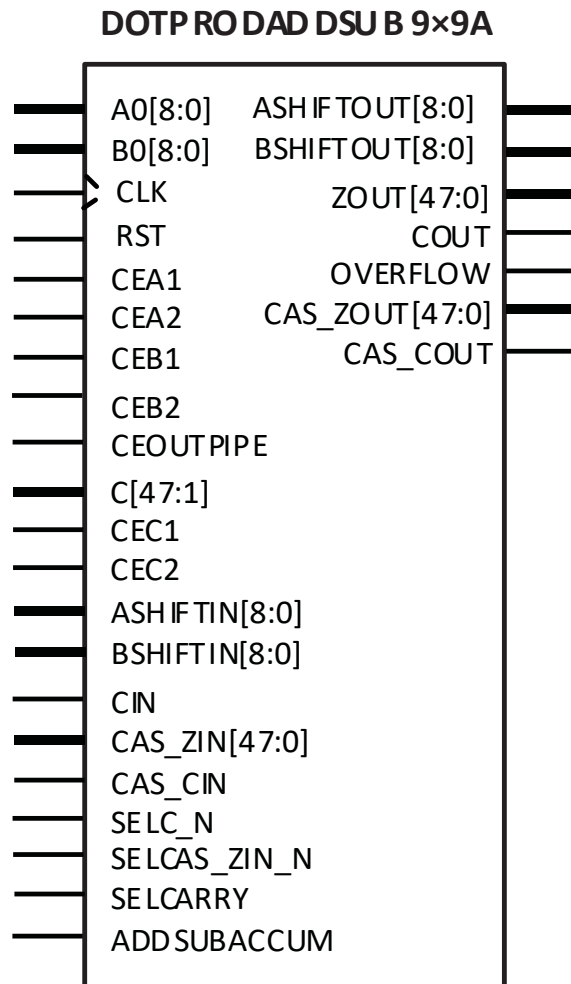 DOTPRODADDSUB 9×9A
A0[8:0] ASHIFTOUT[8:0]
B0[8:0] BSHIFTOUT[8:0]
CLK ZOUT[47:0]
RST COUT
CEA1 OVERFLOW
CEA2 CAS_ZOUT[47:0]
CEB1 CAS_COUT
CEB2
CEOUTPIPE
C[47:1]
CEC1
CEC2
ASHIFTIN[8:0]
BSHIFTIN[8:0]
CIN
CAS_ZIN[47:0]
CAS_CIN
SELC_N
SELCAS_ZIN_N
SELCARRY
ADDSUBACCUM